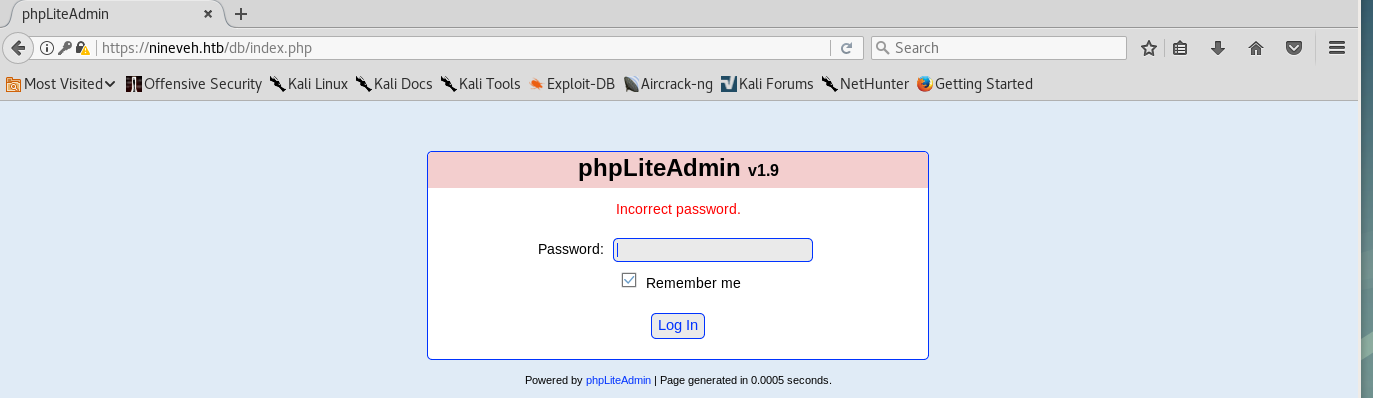 phpLiteAdmin
https://nineveh.htb/db/index.php
Search
Most Visited Offensive Security Kali Linux Kali Docs Kali Tools Exploit-DB Aircrack-ng Kali Forums NetHunter Getting Started
phpLiteAdmin v1.9
Incorrect password.
Password:
Remember me
Log In
Powered by phpLiteAdmin | Page generated in 0.0005 seconds.